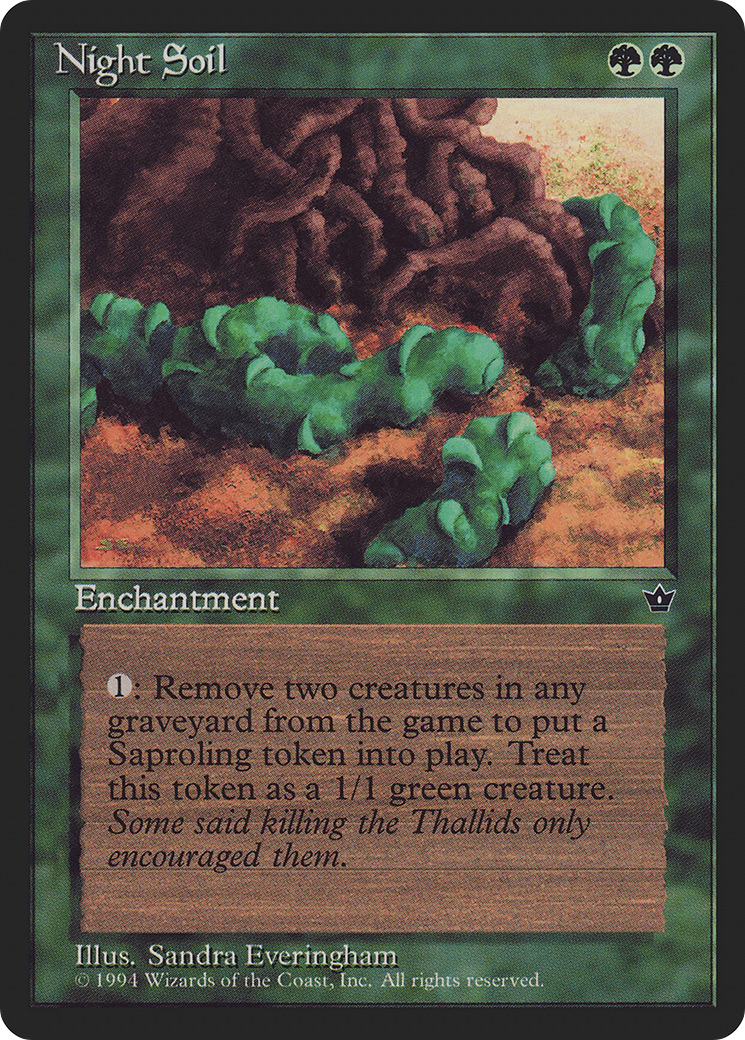 Night Soil
Enchantment
1: Remove two creatures in any
graveyard from the game to put a
Saproling token into play. Treat
this token as a 1/1 green creature.
Some said killing the Thallids only
encouraged them.
Illus. Sandra Everingham
© 1994 Wizards of the Coast, Inc. All rights reserved.